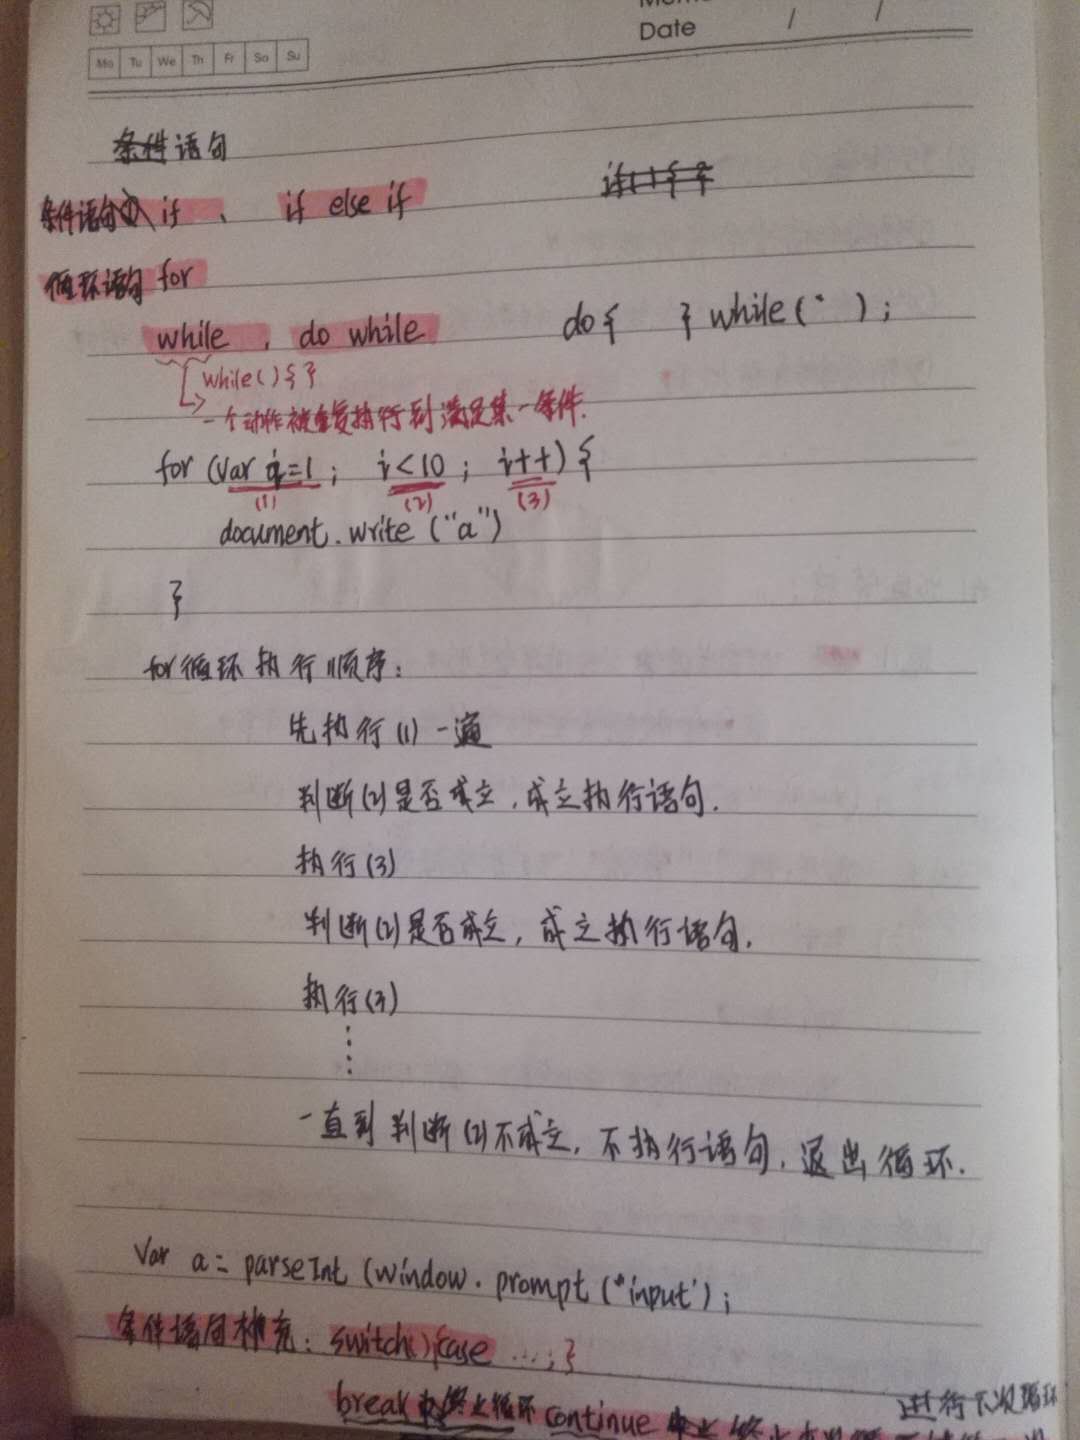 Date / /
Mo Tu We Th Fr Sa Su
条件语句
条件语句 if 、 if else if
循环语句 for
while 、 do while do{ } while( );
while(){}
一个动作被重复执行到满足某一条件.
for (var i=1; i<10; i++) {
(1) (2) (3)
document.write ("a")
}
for循环执行顺序:
先执行(1)一遍
判断(2)是否成立,成立执行语句.
执行(3)
判断(2)是否成立,成立执行语句.
执行(3)
一直到判断(2)不成立,不执行语句,退出循环.
Var a= parseInt (window.prompt ("input');
条件语句补充: switch(){case ...;}
进行下次循环
break 终止循环 continue